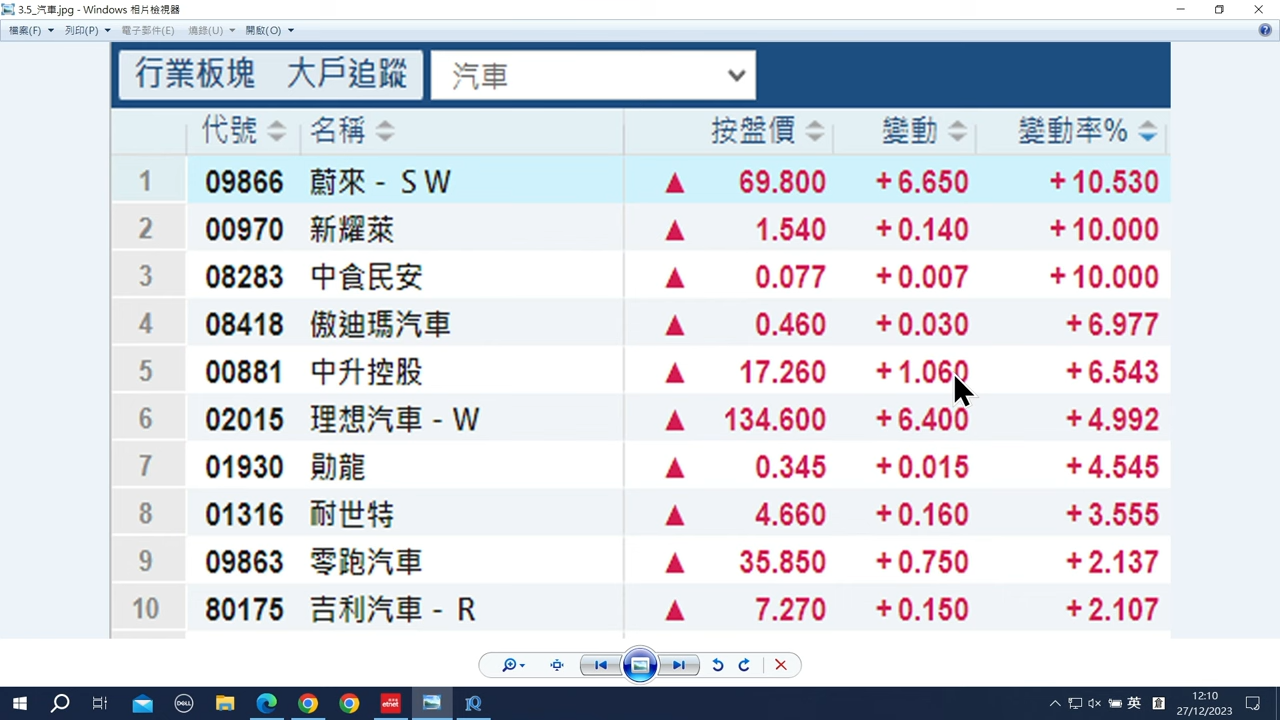 3.5_汽車.jpg - Windows 相片檢視器
檔案(F) 列印(P) 電子郵件(E) 燒錄(U) 開啟(O)
行業板塊 大戶追蹤 汽車
代號 名稱 按盤價 變動 變動率%
1 09866 蔚來 - S W ▲ 69.800 +6.650 +10.530
2 00970 新耀萊 ▲ 1.540 +0.140 +10.000
3 08283 中食民安 ▲ 0.077 +0.007 +10.000
4 08418 傲迪瑪汽車 ▲ 0.460 +0.030 +6.977
5 00881 中升控股 ▲ 17.260 +1.060 +6.543
6 02015 理想汽車 - W ▲ 134.600 +6.400 +4.992
7 01930 勛龍 ▲ 0.345 +0.015 +4.545
8 01316 耐世特 ▲ 4.660 +0.160 +3.555
9 09863 零跑汽車 ▲ 35.850 +0.750 +2.137
10 80175 吉利汽車 - R ▲ 7.270 +0.150 +2.107
DELL etnet IQ 英 12:10
27/12/2023